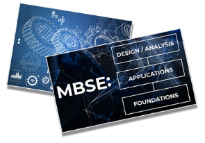 MBSE:
DESIGN / ANALYSIS
APPLICATIONS
FOUNDATIONS